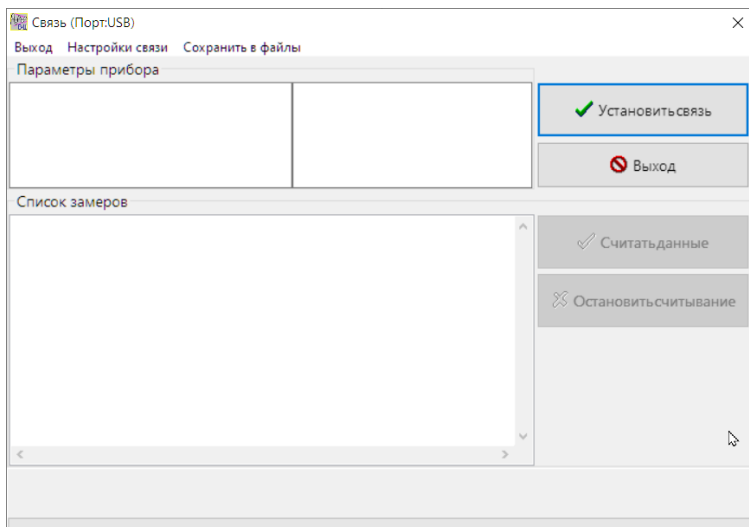 Связь (Порт:USB)
Выход Настройки связи Сохранить в файлы
Параметры прибора
Установитьсвязь
Выход
Список замеров
Считатьданные
Остановитьсчитывание